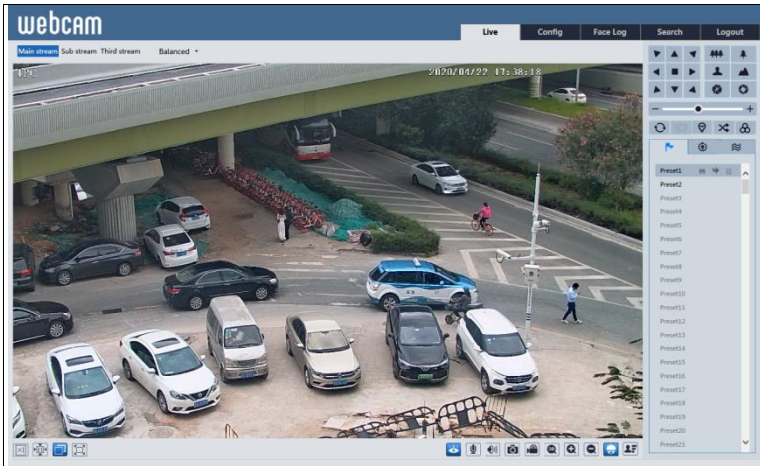 webcam
Live Config Face Log Search Logout
Main stream Sub stream Third stream Balanced
IPC
2020/04/22 17:38:18
Preset1
Preset2
Preset3
Preset4
Preset5
Preset6
Preset7
Preset8
Preset9
Preset10
Preset11
Preset12
Preset13
Preset14
Preset15
Preset16
Preset17
Preset18
Preset19
Preset20
Preset21